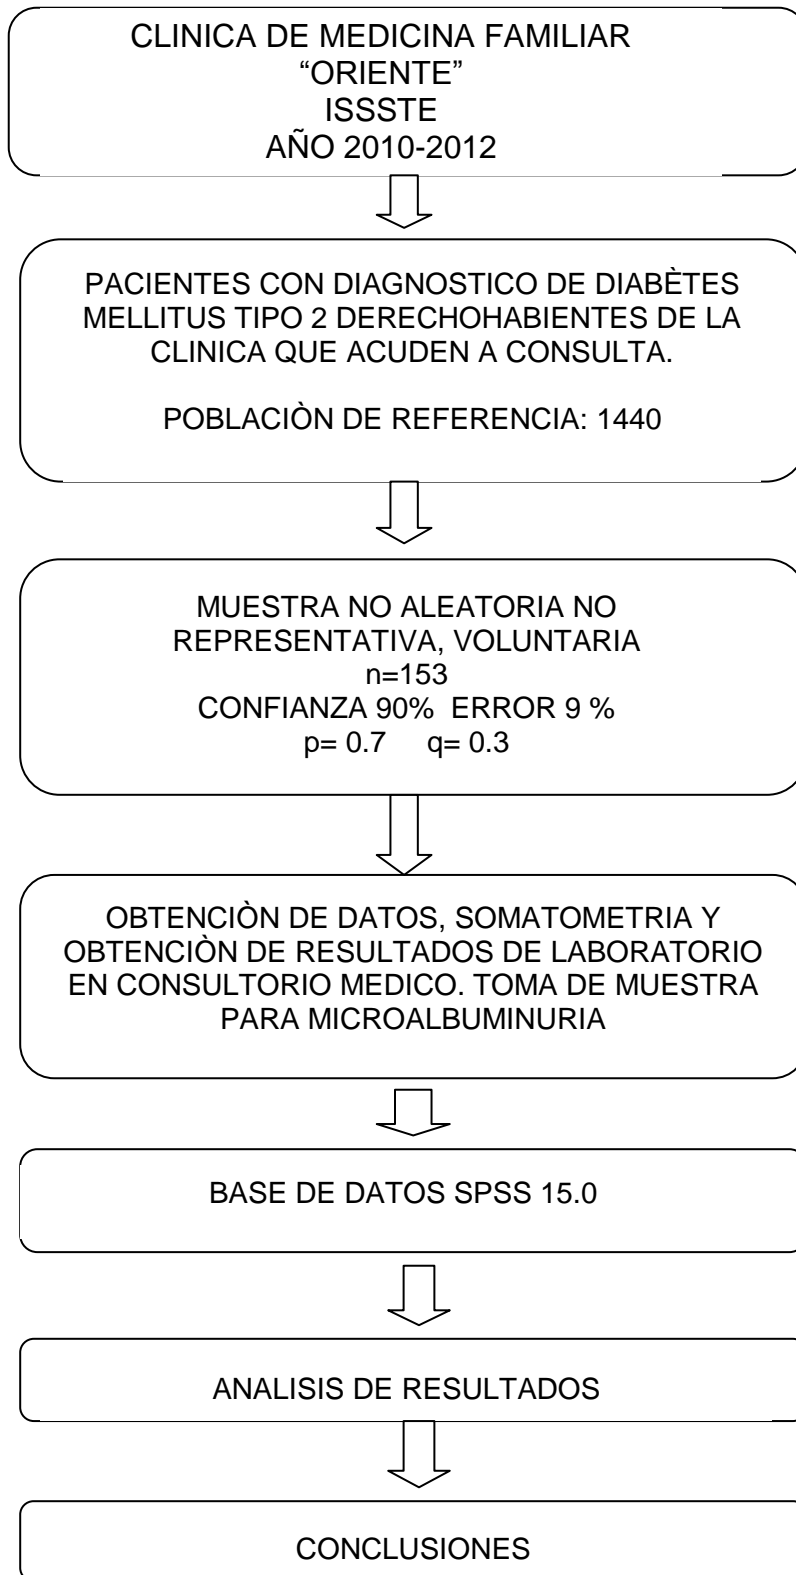 CLINICA DE MEDICINA FAMILIAR
“ORIENTE”
ISSSTE
AÑO 2010-2012
PACIENTES CON DIAGNOSTICO DE DIABÈTES
MELLITUS TIPO 2 DERECHOHABIENTES DE LA
CLINICA QUE ACUDEN A CONSULTA.
POBLACIÒN DE REFERENCIA: 1440
MUESTRA NO ALEATORIA NO
REPRESENTATIVA, VOLUNTARIA
n=153
CONFIANZA 90% ERROR 9 %
p= 0.7 q= 0.3
OBTENCIÒN DE DATOS, SOMATOMETRIA Y
OBTENCIÒN DE RESULTADOS DE LABORATORIO
EN CONSULTORIO MEDICO. TOMA DE MUESTRA
PARA MICROALBUMINURIA
BASE DE DATOS SPSS 15.0
ANALISIS DE RESULTADOS
CONCLUSIONES